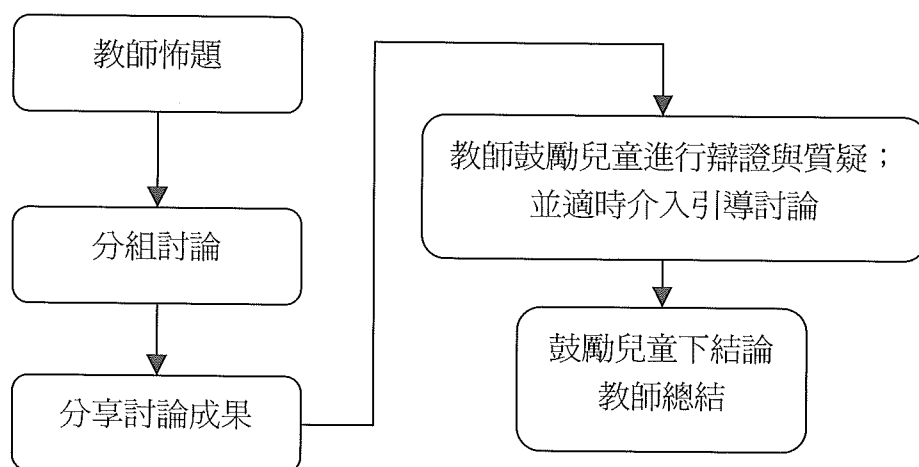 教師怖題
分組討論
分享討論成果
教師鼓勵兒童進行辯證與質疑；
並適時介入引導討論
鼓勵兒童下結論
教師總結